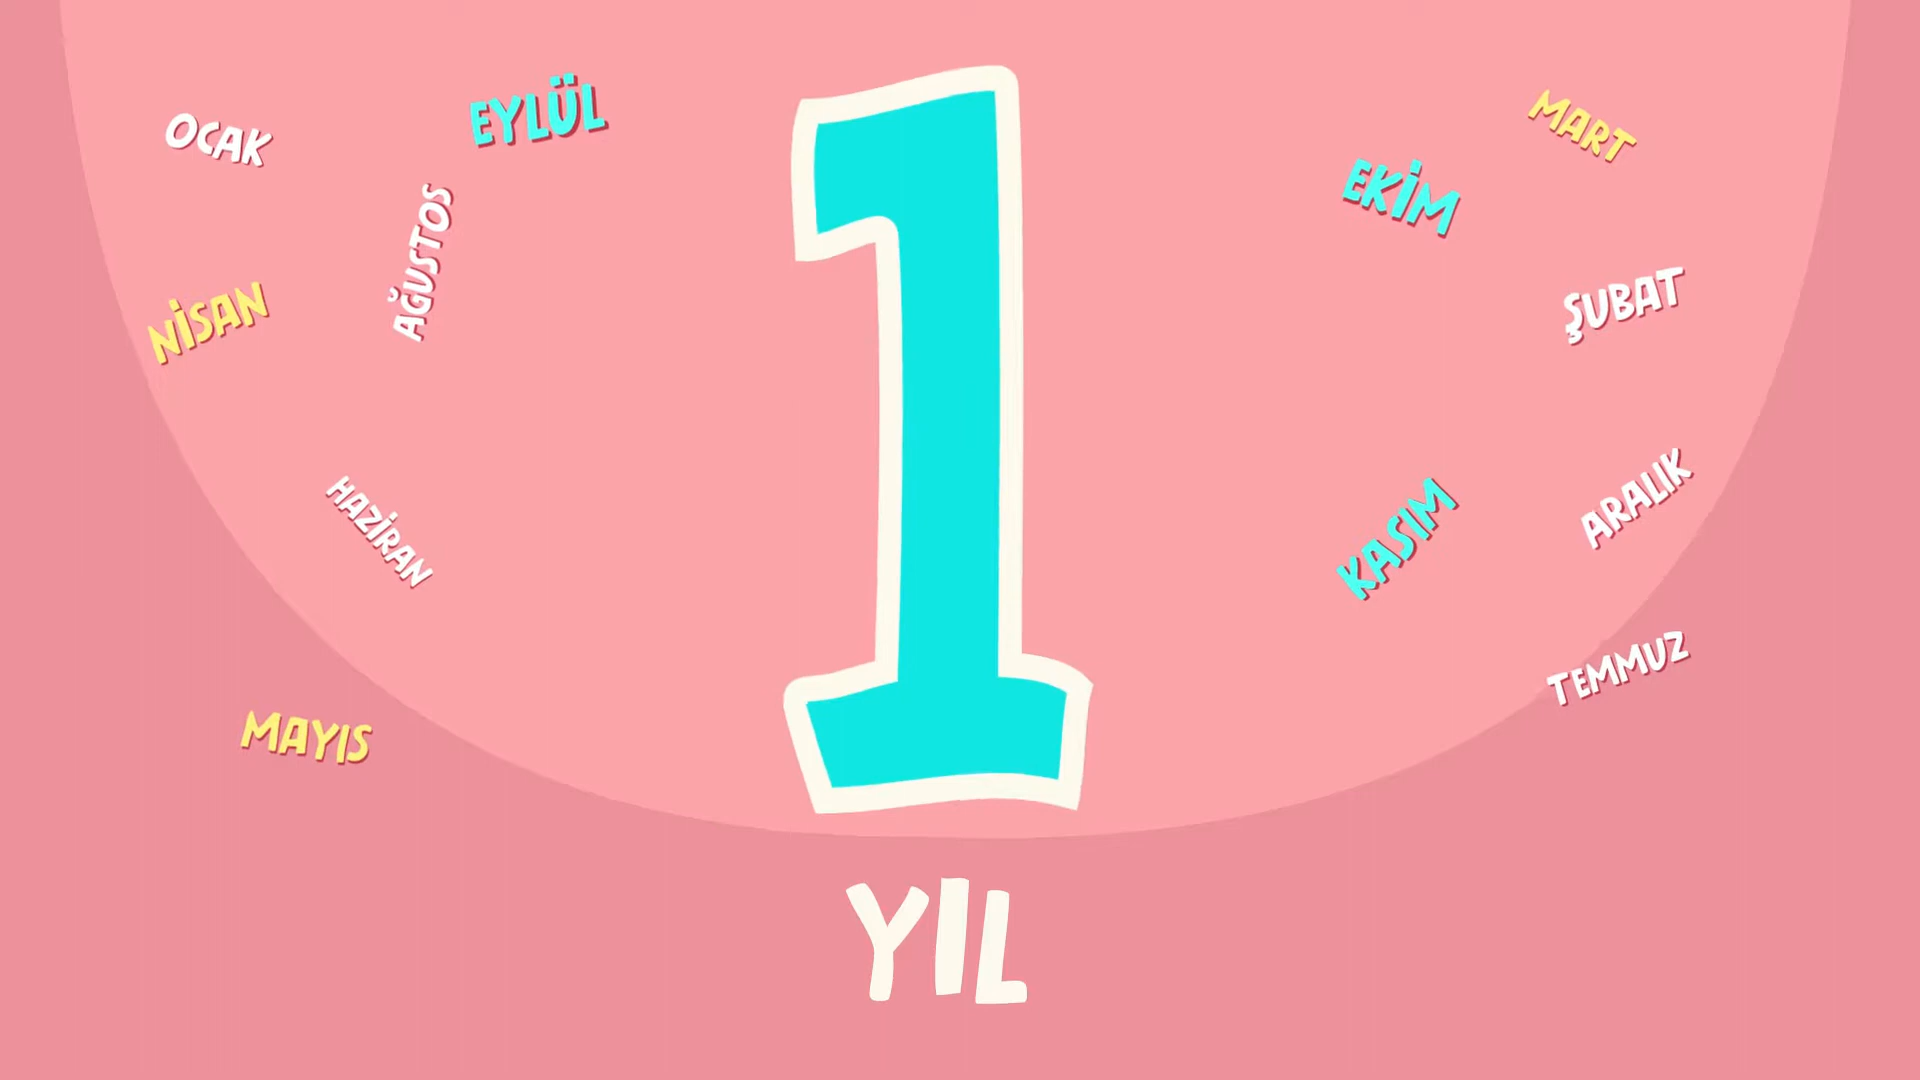 OCAK
EYLÜL
MART
EKİM
AĞUSTOS
NİSAN
ŞUBAT
1
HAZİRAN
KASIM
ARALIK
TEMMUZ
MAYIS
YIL